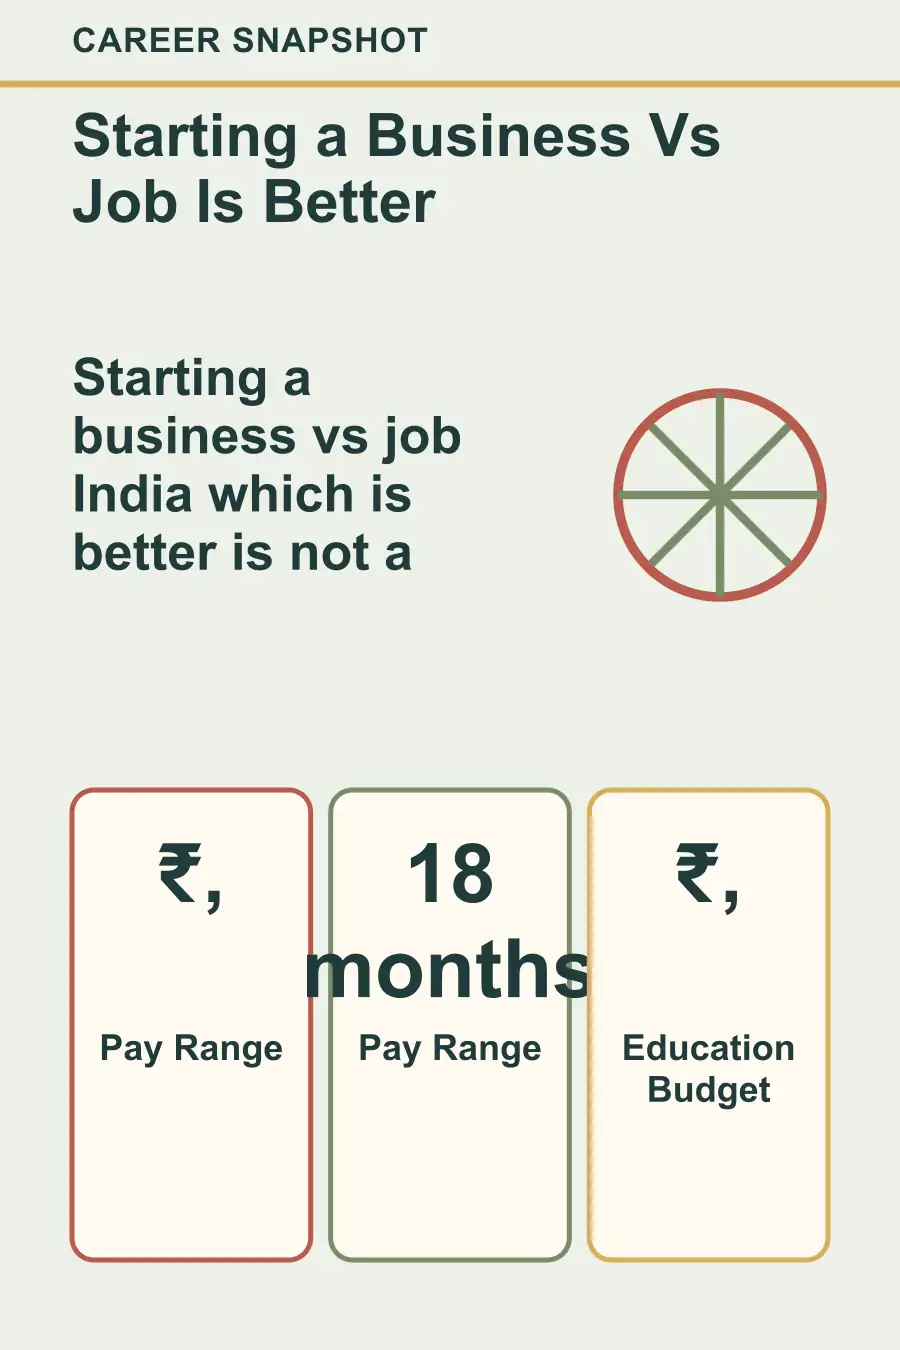 CAREER SNAPSHOT
Starting a Business Vs
Job Is Better
Starting a
business vs job
India which is
better is not a
₹,
Pay Range
18
months
Pay Range
₹,
Education
Budget